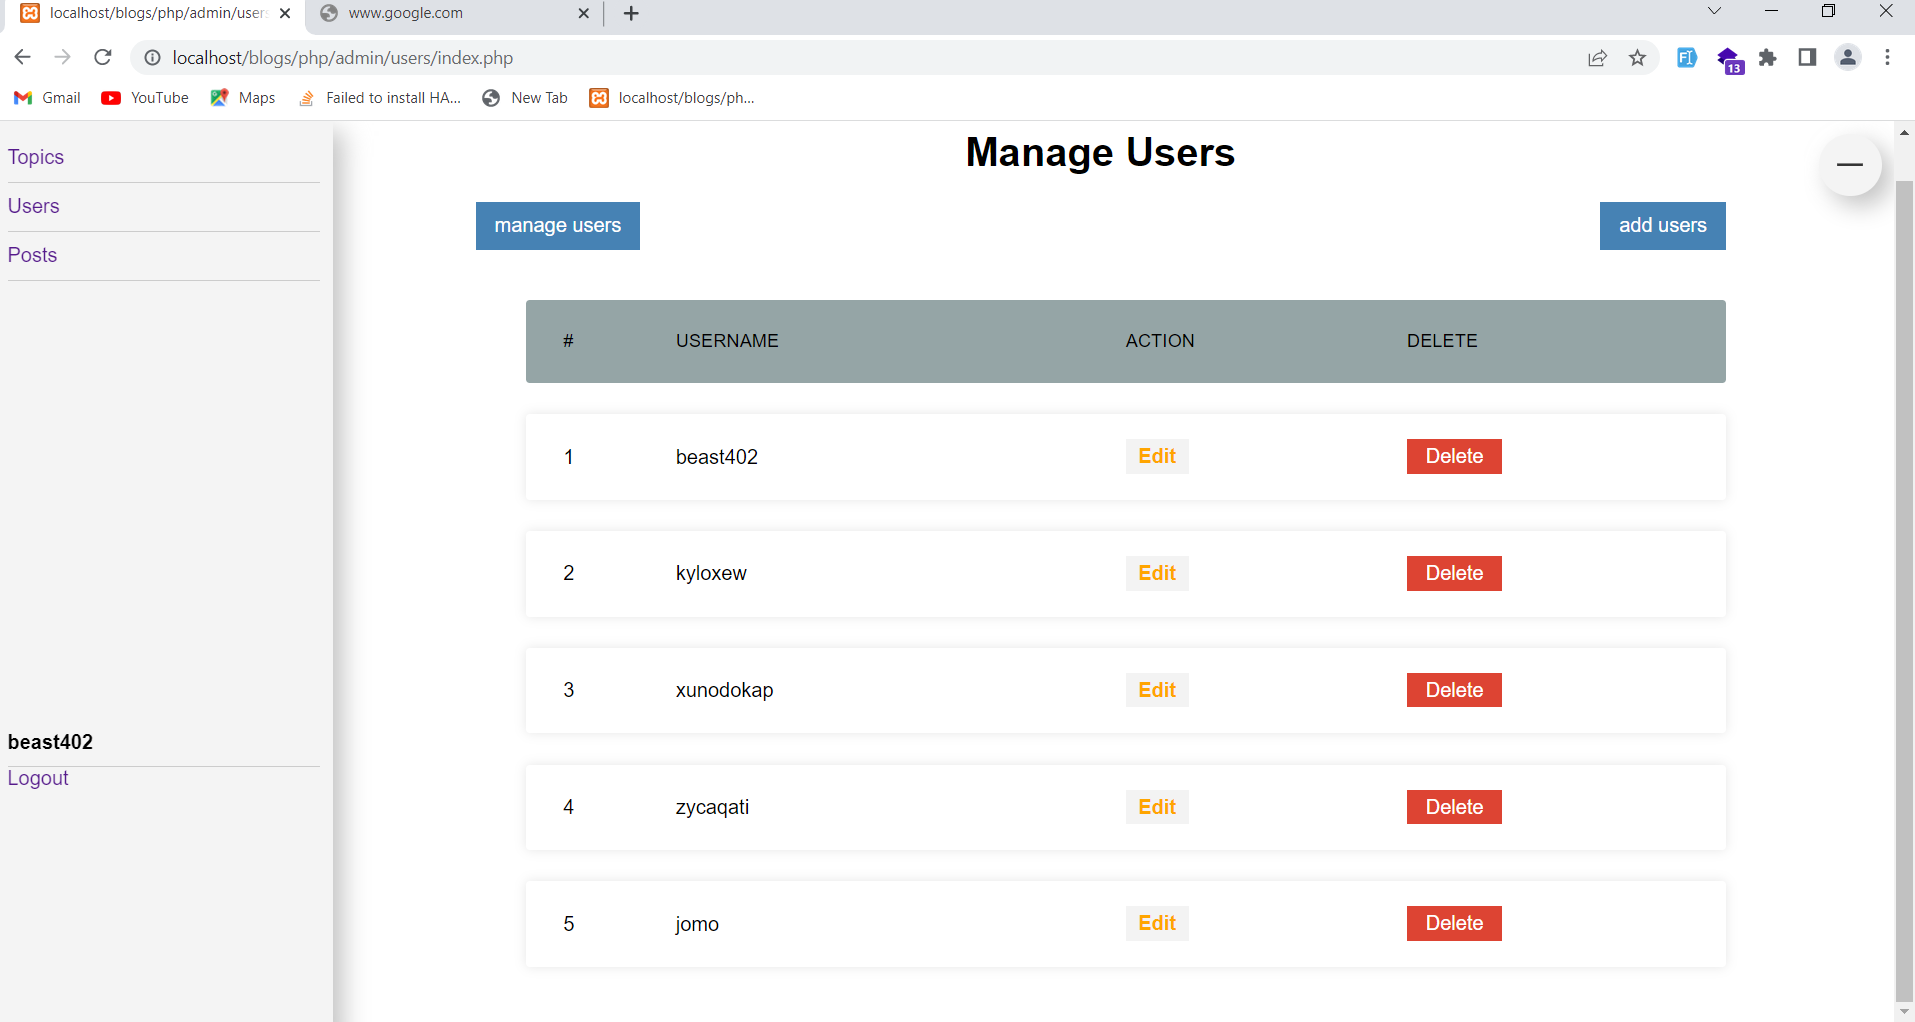 localhost/blogs/php/admin/users
www.google.com
localhost/blogs/php/admin/users/index.php
13
Gmail
YouTube
Maps
Failed to install HA...
New Tab
localhost/blogs/ph...
Topics
Users
Posts
beast402
Logout
Manage Users
manage users
add users
# USERNAME ACTION DELETE
1 beast402 Edit Delete
2 kyloxew Edit Delete
3 xunodokap Edit Delete
4 zycaqati Edit Delete
5 jomo Edit Delete